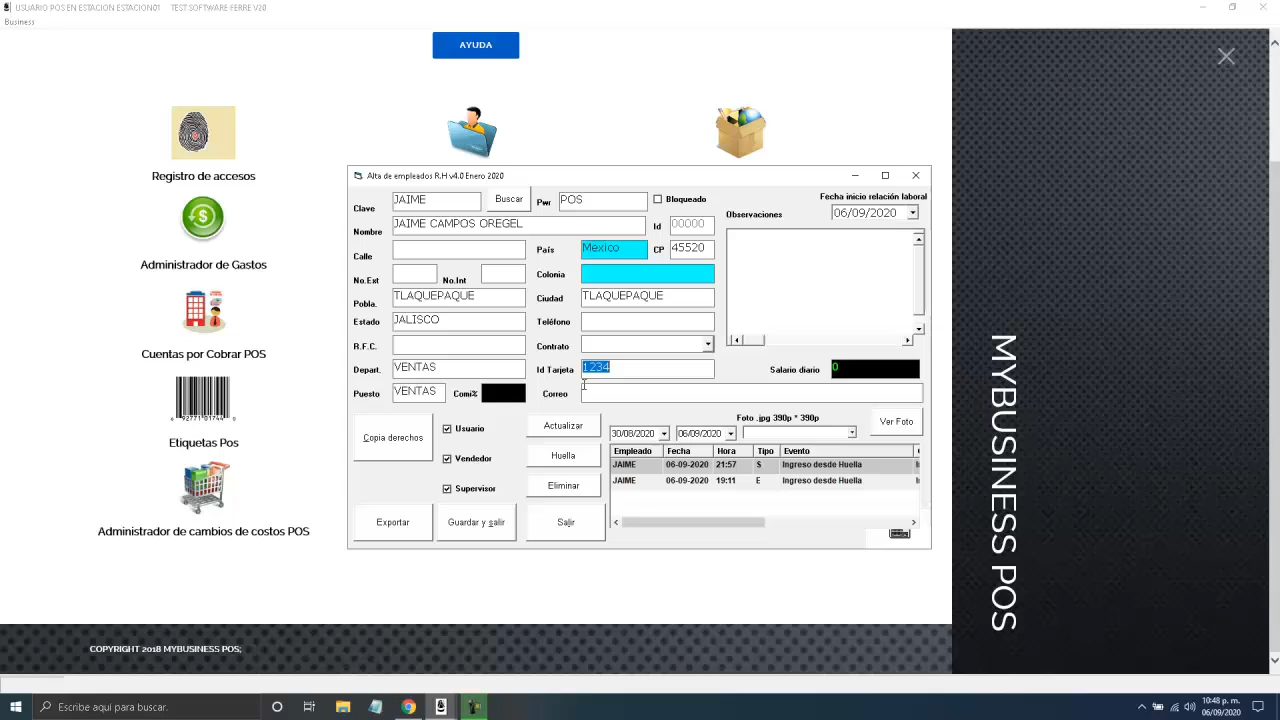 USUARIO POS EN ESTACION ESTACION01 TEST SOFTWARE FERRE V20
Business
AYUDA
Registro de accesos
Administrador de Gastos
Cuentas por Cobrar POS
Etiquetas Pos
Administrador de cambios de costos POS
Alta de empleados R.H v4.0 Enero 2020
Clave JAIME Buscar Pwr POS Bloqueado Fecha inicio relación laboral
06/09/2020
Nombre JAIME CAMPOS OREGEL Id 00000 Observaciones
Calle País Mexico CP 45520
No.Ext No.Int Colonia
Pobla. TLAQUEPAQUE Ciudad TLAQUEPAQUE
Estado JALISCO Teléfono
R.F.C. Contrato
Depart. VENTAS Id Tarjeta 1234 Salario diario 0
Puesto VENTAS Comi% Correo
Copia derechos Usuario Actualizar Foto .jpg 390p * 390p Ver Foto
30/08/2020 06/09/2020
Vendedor Huella
Supervisor Eliminar
Empleado Fecha Hora Tipo Evento
JAIME 06-09-2020 21:57 S Ingreso desde Huella
JAIME 06-09-2020 19:11 E Ingreso desde Huella
Exportar Guardar y salir Salir
MYBUSINESS POS
COPYRIGHT 2018 MYBUSINESS POS;
Escribe aquí para buscar.
10:48 p. m.
06/09/2020